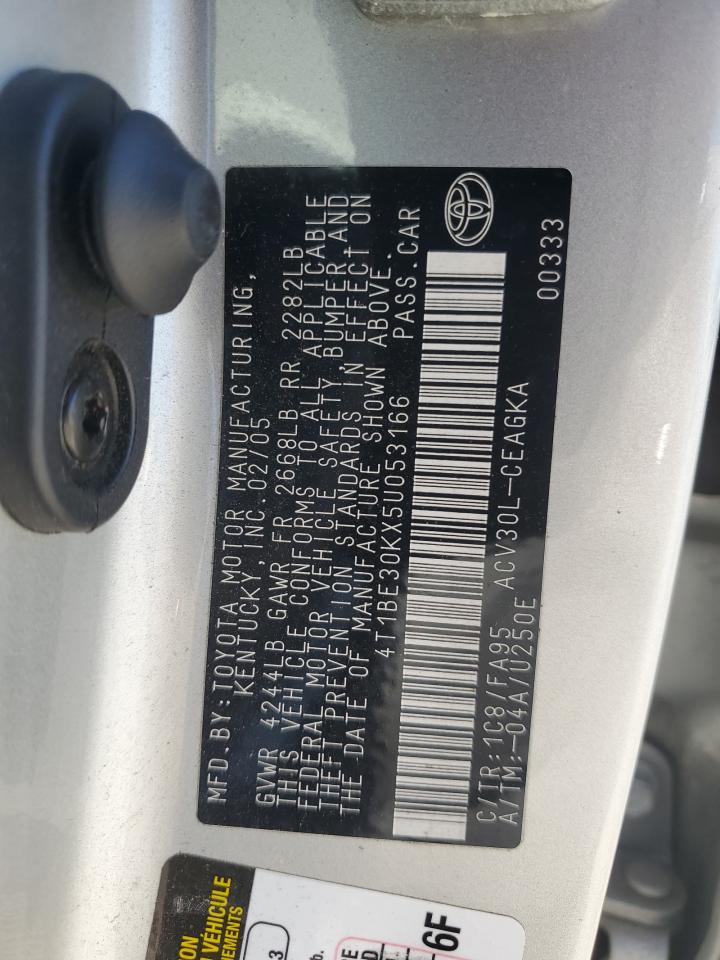 MFD.BY:TOYOTA MOTOR MANUFACTURING,
KENTUCKY,INC.02/05
GVWR 4244LB GAWR FR 2668LB RR 2282LB
THIS VEHICLE CONFORMS TO ALL APPLICABLE
FEDERAL MOTOR VEHICLE SAFETY, BUMPER,AND
THEFT PREVENTION STANDARDS IN EFFECT ON
THE DATE OF MANUFACTURE SHOWN ABOVE.
4T1BE30KX5U053166 PASS.CAR
C/TR:1C8/FA95 ACV30L-CEAGKA
A/TM:-04A/U250E
00333
VÉHICULE
6F